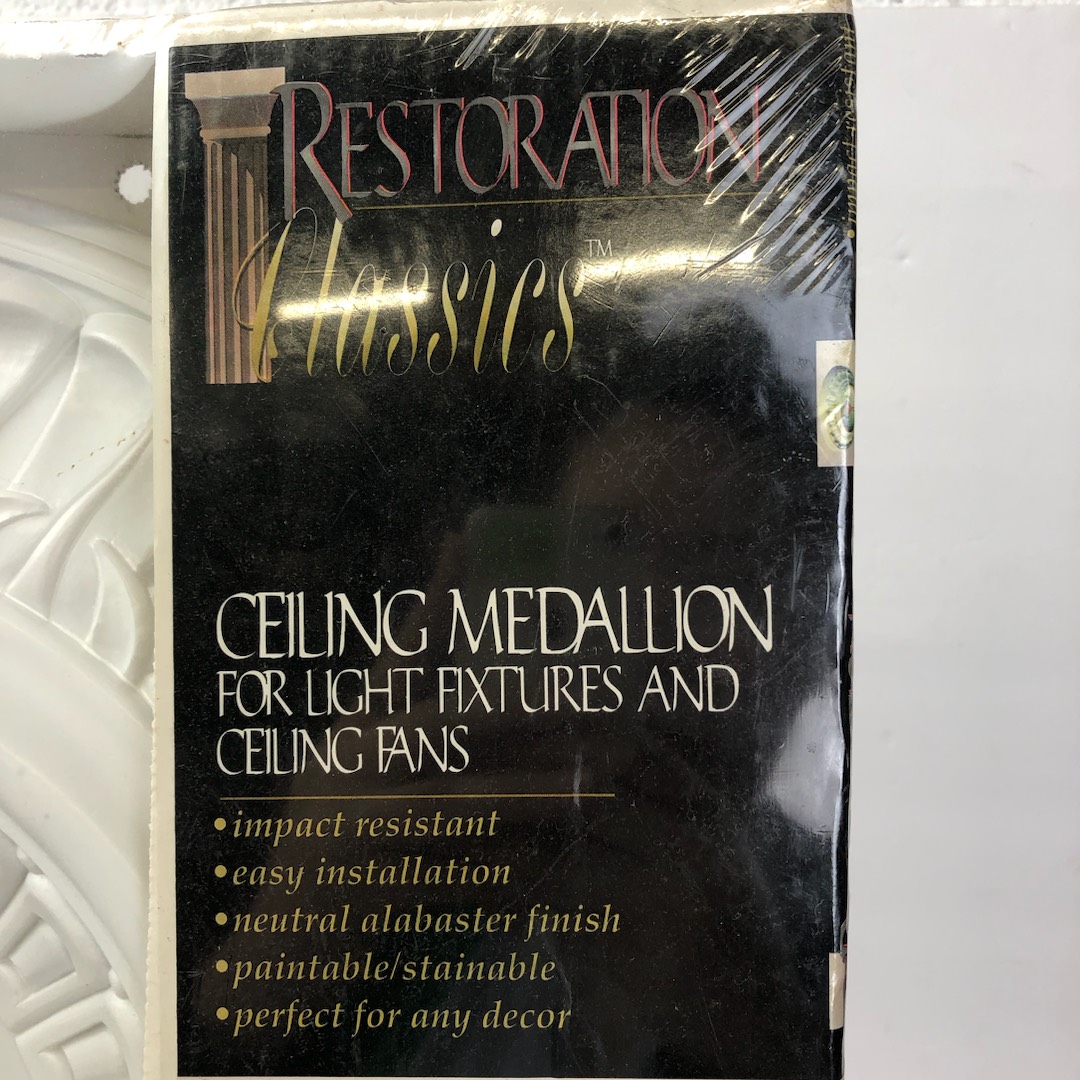 RESTORATION
Classics™
CEILING MEDALLION
FOR LIGHT FIXTURES AND
CEILING FANS
•impact resistant
•easy installation
•neutral alabaster finish
•paintable/stainable
•perfect for any decor